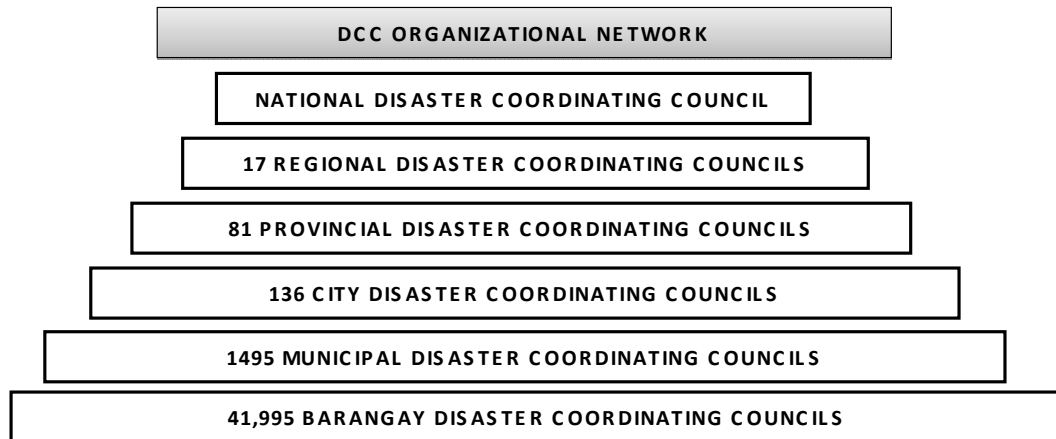 DCC ORGANIZATIONAL NETWORK
NATIONAL DISASTER COORDINATING COUNCIL
17 REGIONAL DISASTER COORDINATING COUNCILS
81 PROVINCIAL DISASTER COORDINATING COUNCILS
136 CITY DISASTER COORDINATING COUNCILS
1495 MUNICIPAL DISASTER COORDINATING COUNCILS
41,995 BARANGAY DISASTER COORDINATING COUNCILS